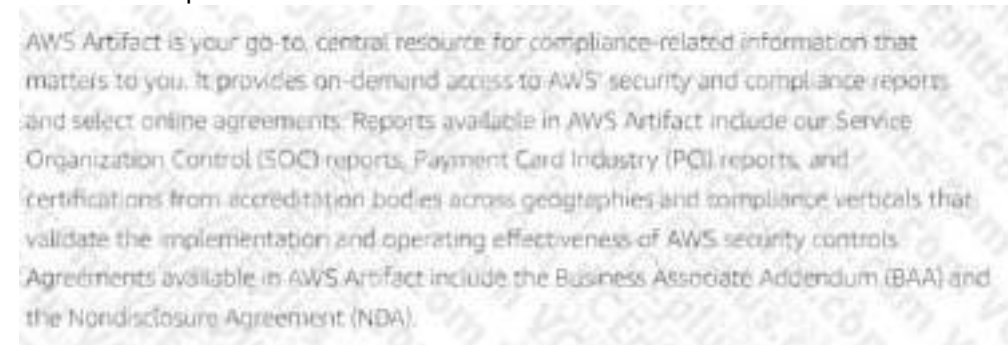 AWS Artifact is your go-to, central resource for compliance-related information that
matters to you. It provides on-demand access to AWS' security and compliance reports
and select online agreements. Reports available in AWS Artifact include our Service
Organization Control (SOC) reports, Payment Card Industry (PCI) reports, and
certifications from accreditation bodies across geographies and compliance verticals that
validate the implementation and operating effectiveness of AWS security controls.
Agreements available in AWS Artifact include the Business Associate Addendum (BAA) and
the Nondisclosure Agreement (NDA).